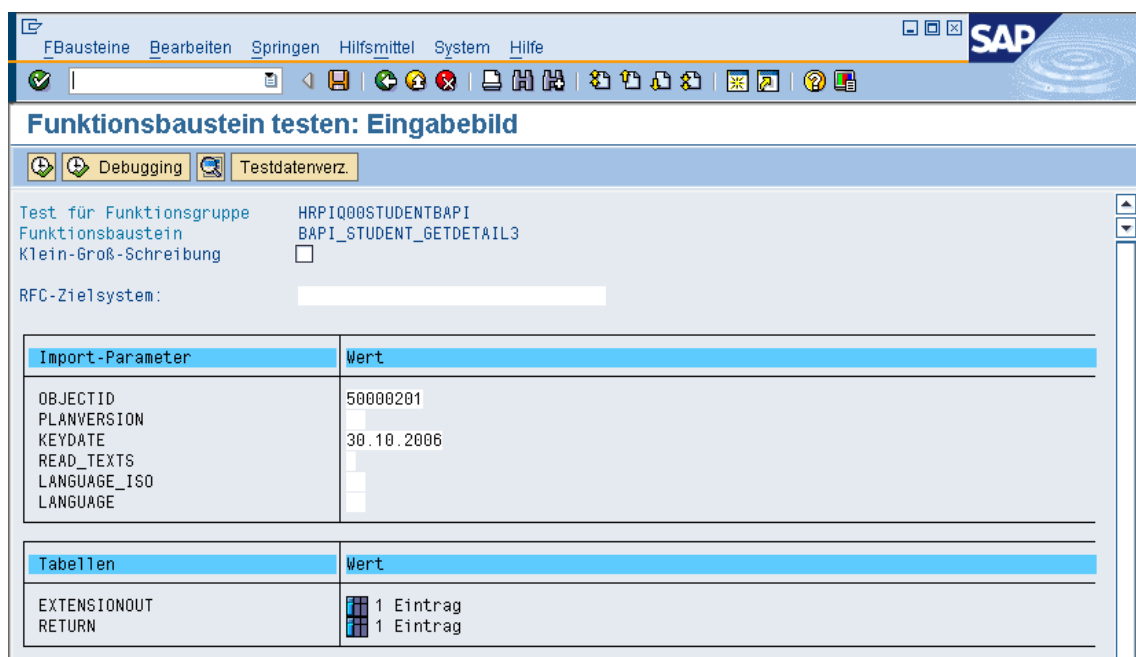 FBausteine Bearbeiten Springen Hilfsmittel System Hilfe
SAP
Funktionsbaustein testen: Eingabebild
Debugging Testdatenverz.
Test für Funktionsgruppe HRPIQ00STUDENTBAPI
Funktionsbaustein BAPI_STUDENT_GETDETAIL3
Klein-Groß-Schreibung
RFC-Zielsystem:
Import-Parameter Wert
OBJECTID 50000201
PLANVERSION
KEYDATE 30.10.2006
READ_TEXTS
LANGUAGE_ISO
LANGUAGE
Tabellen Wert
EXTENSIONOUT 1 Eintrag
RETURN 1 Eintrag